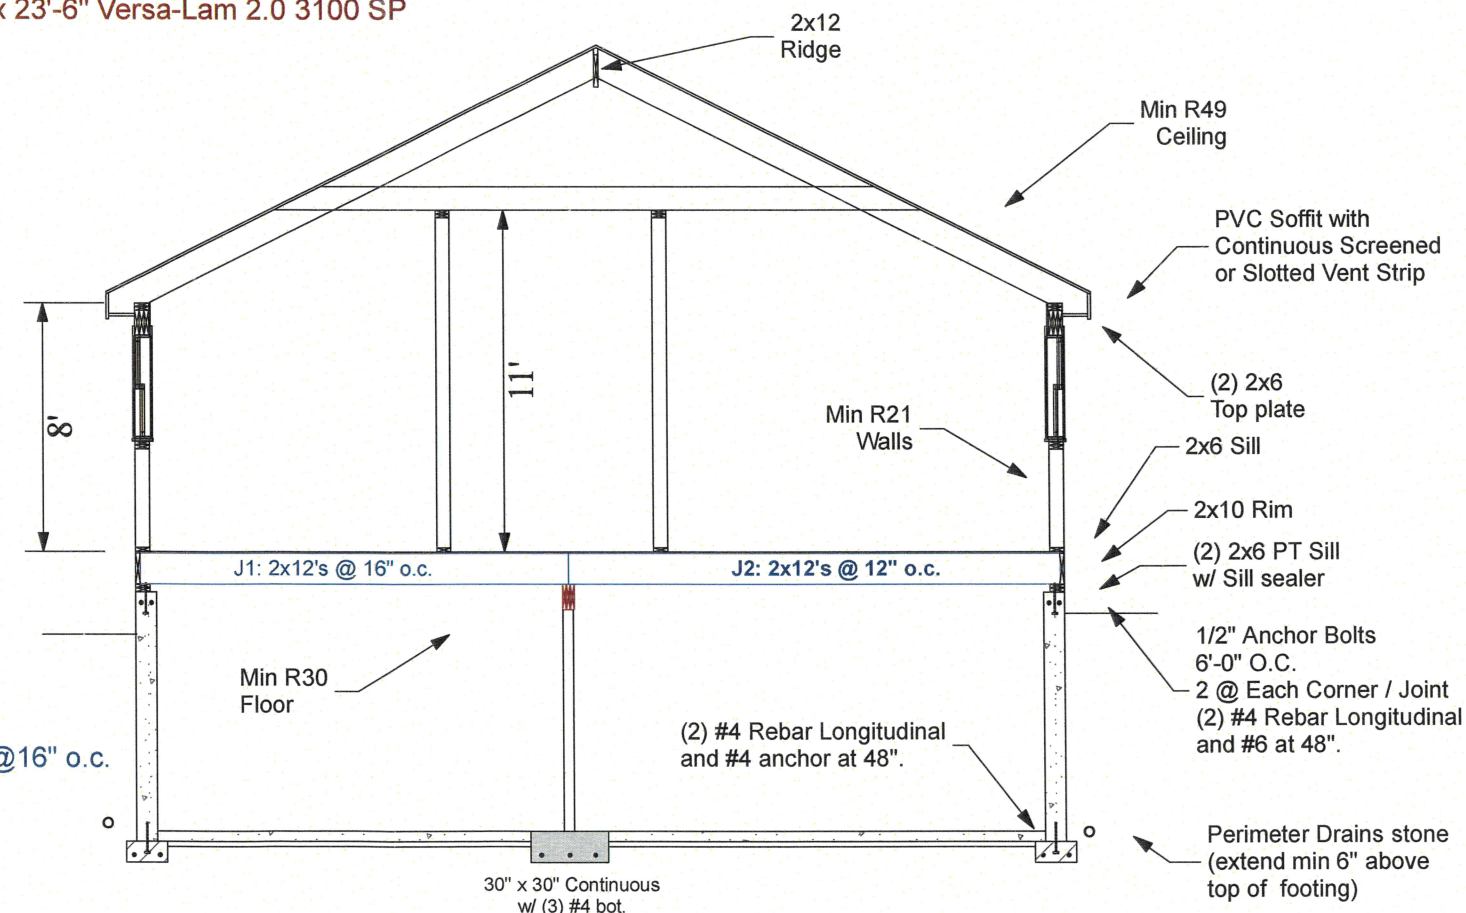 x 23'-6" Versa-Lam 2.0 3100 SP
2x12
Ridge
Min R49
Ceiling
PVC Soffit with
Continuous Screened
or Slotted Vent Strip
8'
11'
(2) 2x6
Top plate
Min R21
Walls
2x6 Sill
2x10 Rim
(2) 2x6 PT Sill
w/ Sill sealer
J1: 2x12's @ 16" o.c.
J2: 2x12's @ 12" o.c.
1/2" Anchor Bolts
6'-0" O.C.
2 @ Each Corner / Joint
(2) #4 Rebar Longitudinal
and #6 at 48".
Min R30
Floor
(2) #4 Rebar Longitudinal
and #4 anchor at 48".
@16" o.c.
Perimeter Drains stone
(extend min 6" above
top of footing)
30" x 30" Continuous
w/ (3) #4 bot.